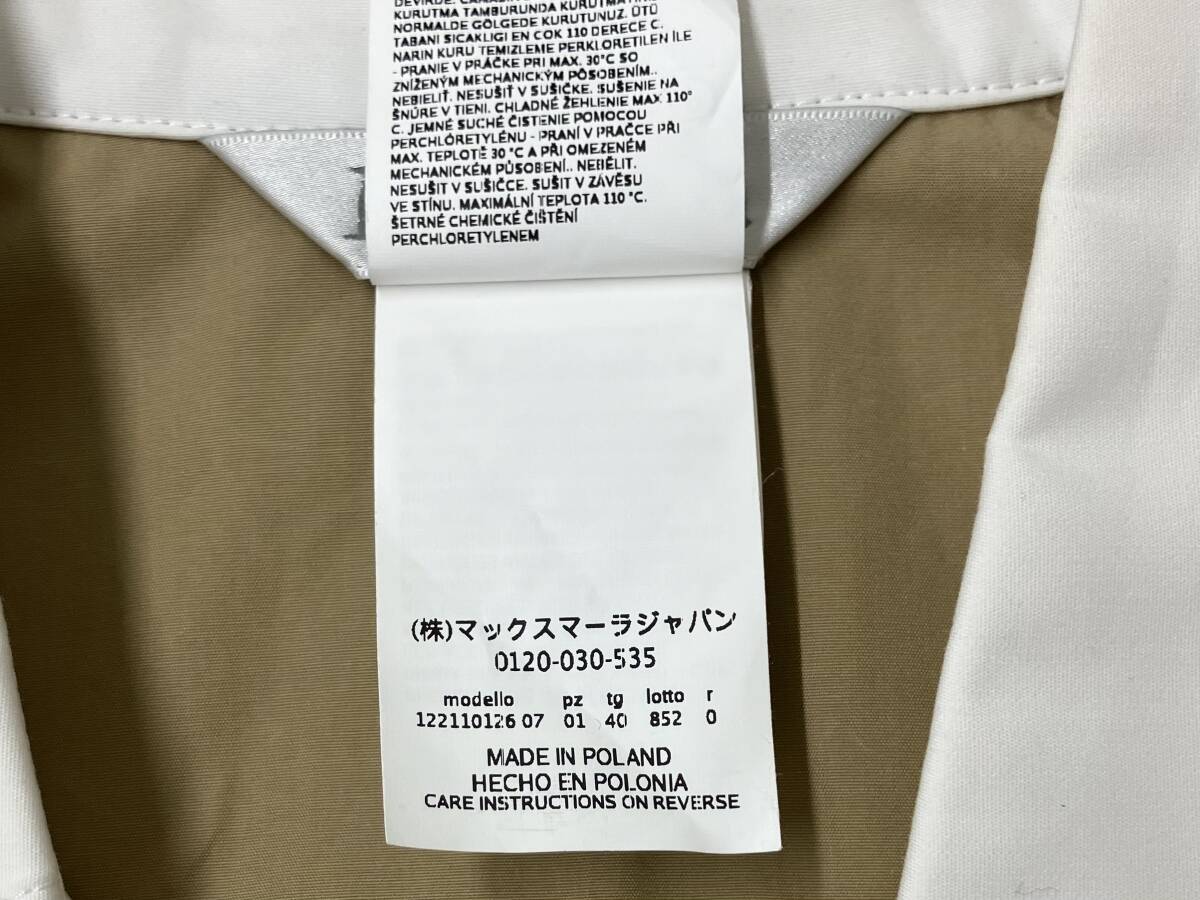 KURUTMA TAMBURUNDA KURUTMA
NORMALDE GÖLGEDE KURUTUNUZ. ÜTÜ
TABANI SICAKLIGI EN COK 110 DERECE C.
NARIN KURU TEMIZLEME PERKLORETILEN İLE
- PRANIE V PRÁČKE PRI MAX. 30°C SO
ZNÍŽENÝM MECHANICKÝM PÔSOBENÍM..
NEBIELIŤ. NESUŠIŤ V SUŠIČKE. SUŠENIE NA
ŠNÚRE V TIENI. CHLADNÉ ŽEHLENIE MAX 110°
C. JEMNÉ SUCHÉ ČISTENIE POMOCOU
PERCHLÓRETYLÉNU - PRANÍ V PRAČCE PŘI
MAX. TEPLOTĚ 30 °C A PŘI OMEZENÉM
MECHANICKÉM PŮSOBENÍ.. NEBĚLIT.
NESUŠIT V SUŠIČCE. SUŠIT V ZÁVĚSU
VE STÍNU. MAXIMÁLNÍ TEPLOTA 110 °C.
ŠETRNÉ CHEMICKÉ ČIŠTĚNÍ
PERCHLORETYLENEM
(株)マックスマーラジャパン
0120-030-535
modello pz tg lotto r
122110126 07 01 40 852 0
MADE IN POLAND
HECHO EN POLONIA
CARE INSTRUCTIONS ON REVERSE